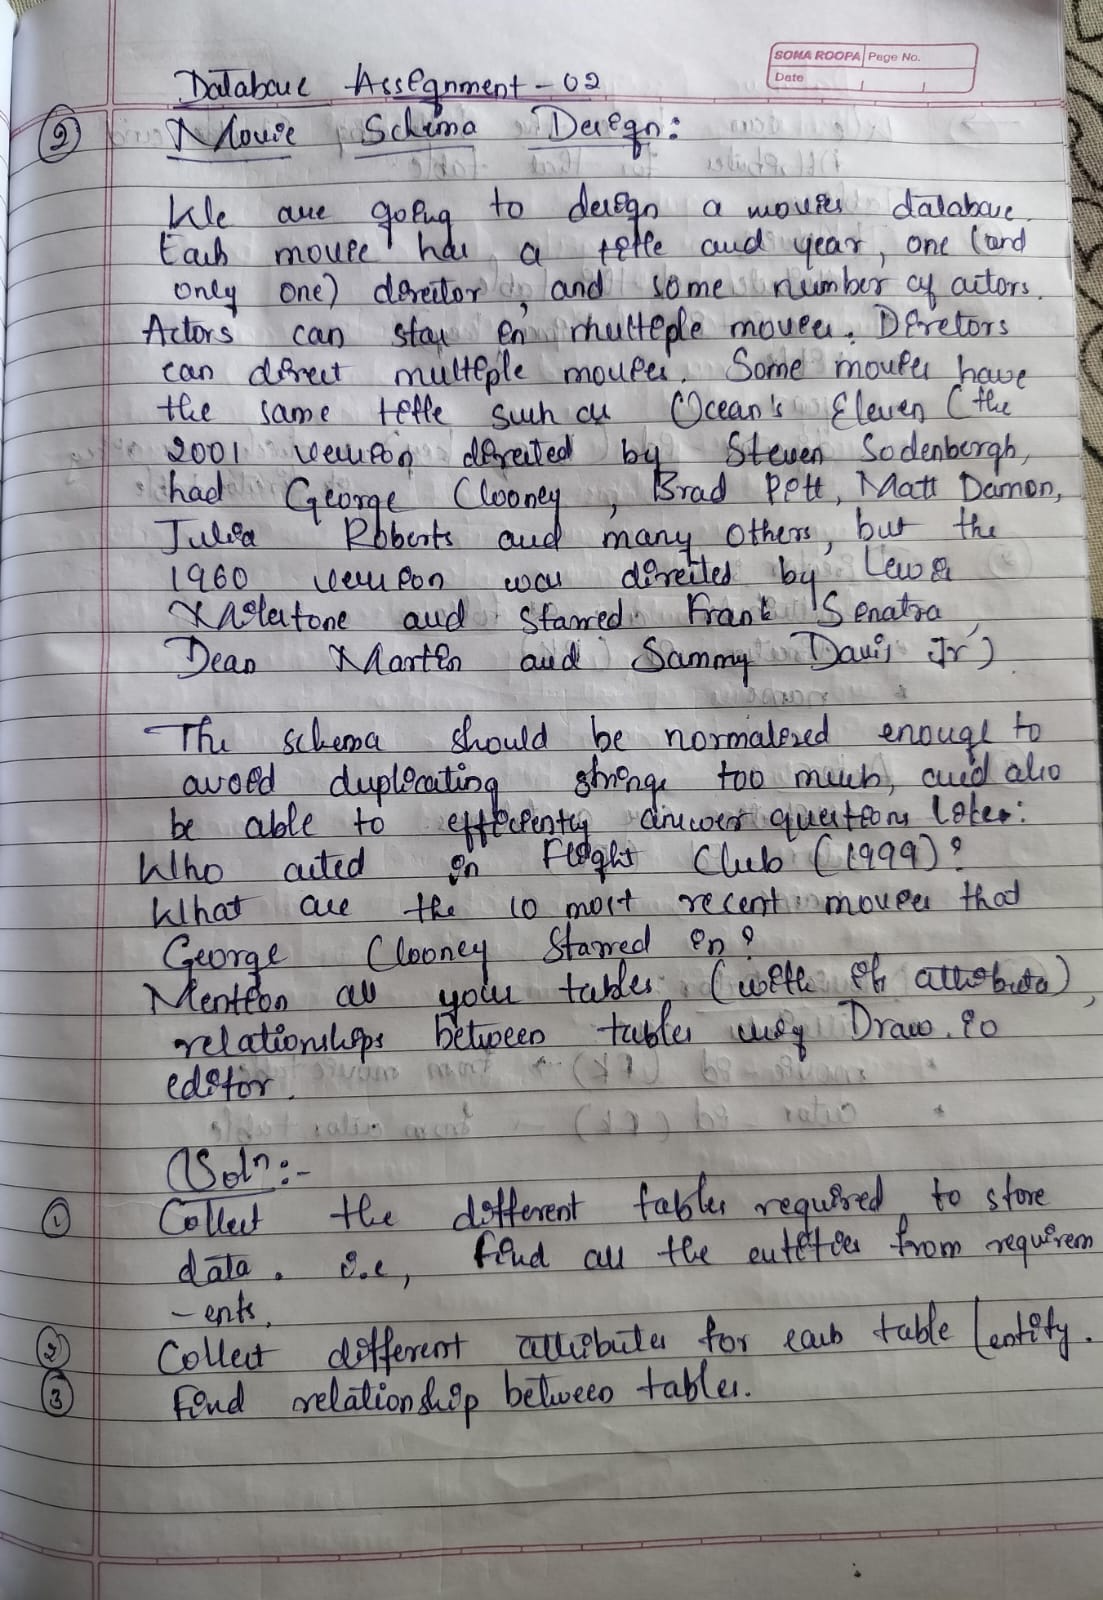 SOMA ROOPA Page No.
Date
Database Assignment - 02
② Movie Schema Design:
We are going to design a movies database.
Each movie has a title and year, one (and
only one) director, and some number of actors.
Actors can star in multiple movies. Diretors
can direct multiple movies. Some movies have
the same title such as Ocean's Eleven (the
2001 version directed by Steven Sodenbergh,
had George Clooney, Brad Pitt, Matt Damon,
Julia Roberts and many others, but the
1960 version was directed by Lewis
Milestone and starred Frank Sinatra,
Dean Martin and Sammy Davis Jr)
The schema should be normalized enough to
avoid duplicating strings too much, and also
be able to efficiently answer questions later:
Who acted in Flight Club (1999)?
What are the 10 most recent movies that
George Clooney Starred in?
Mention all your tables (with it attributes),
relationships between tables using Draw.io
editor.
Soln:-
① Collect the different tables required to store
data. i.e, find all the entities from requirem
- ents.
② Collect different attributes for each table / entity.
③ Find relationship between tables.